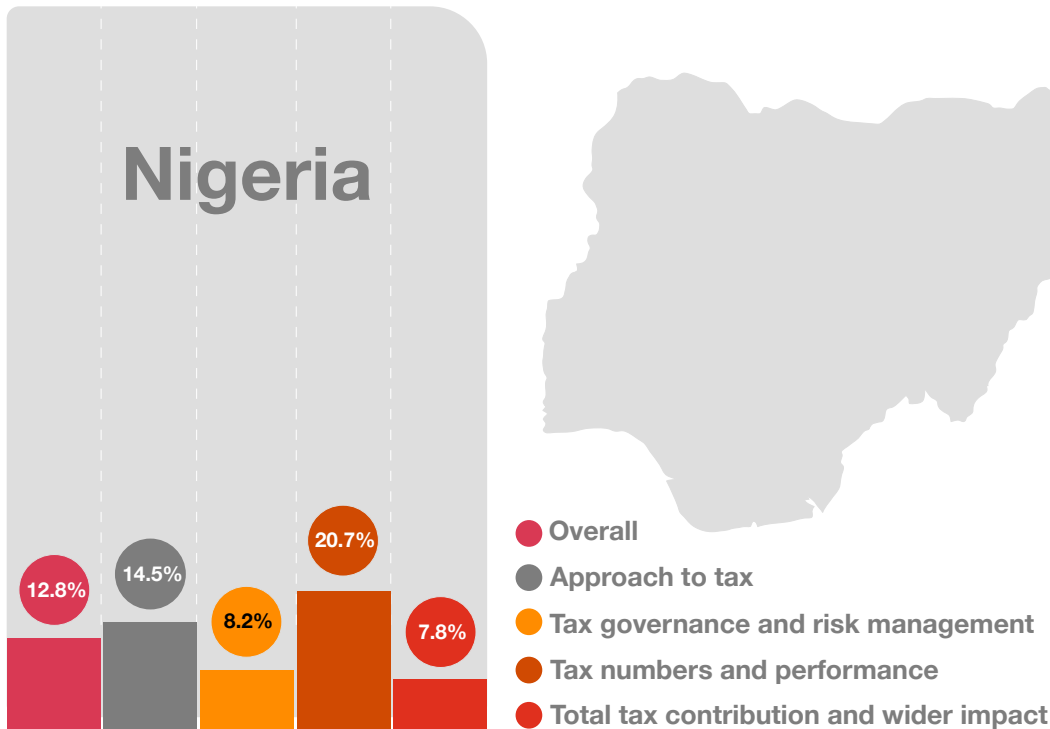 Nigeria
12.8%
14.5%
8.2%
20.7%
7.8%
Overall
Approach to tax
Tax governance and risk management
Tax numbers and performance
Total tax contribution and wider impact